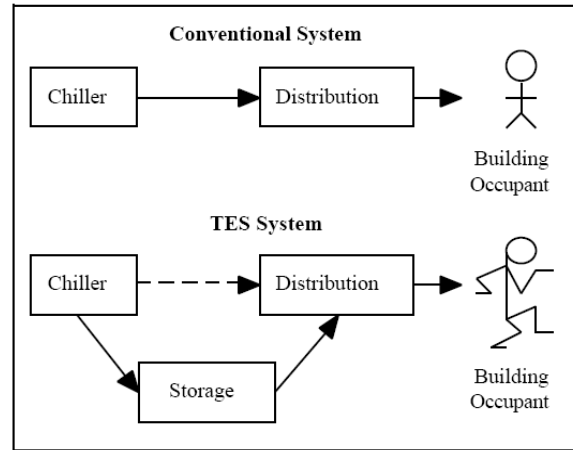 Conventional System
Chiller
Distribution
Building
Occupant
TES System
Chiller
Distribution
Storage
Building
Occupant